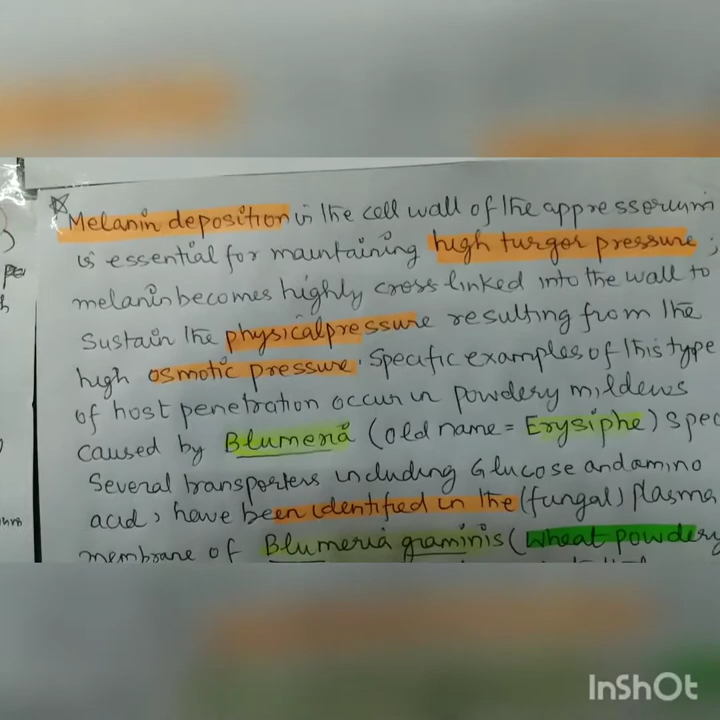 Melanin deposition is the cell wall of the appressorium
is essential for maintaining high turgor pressure ;
melanin becomes highly cross linked into the wall to
sustain the physical pressure resulting from the
high osmotic pressure. Specific examples of this type
of host penetration occur in powdery mildews
caused by Blumeria (old name = Erysiphe) spec
Several transporters including Glucose and amino
acid, have been identified in the (fungal) plasma
membrane of Blumeria graminis (wheat powdery
InShOt